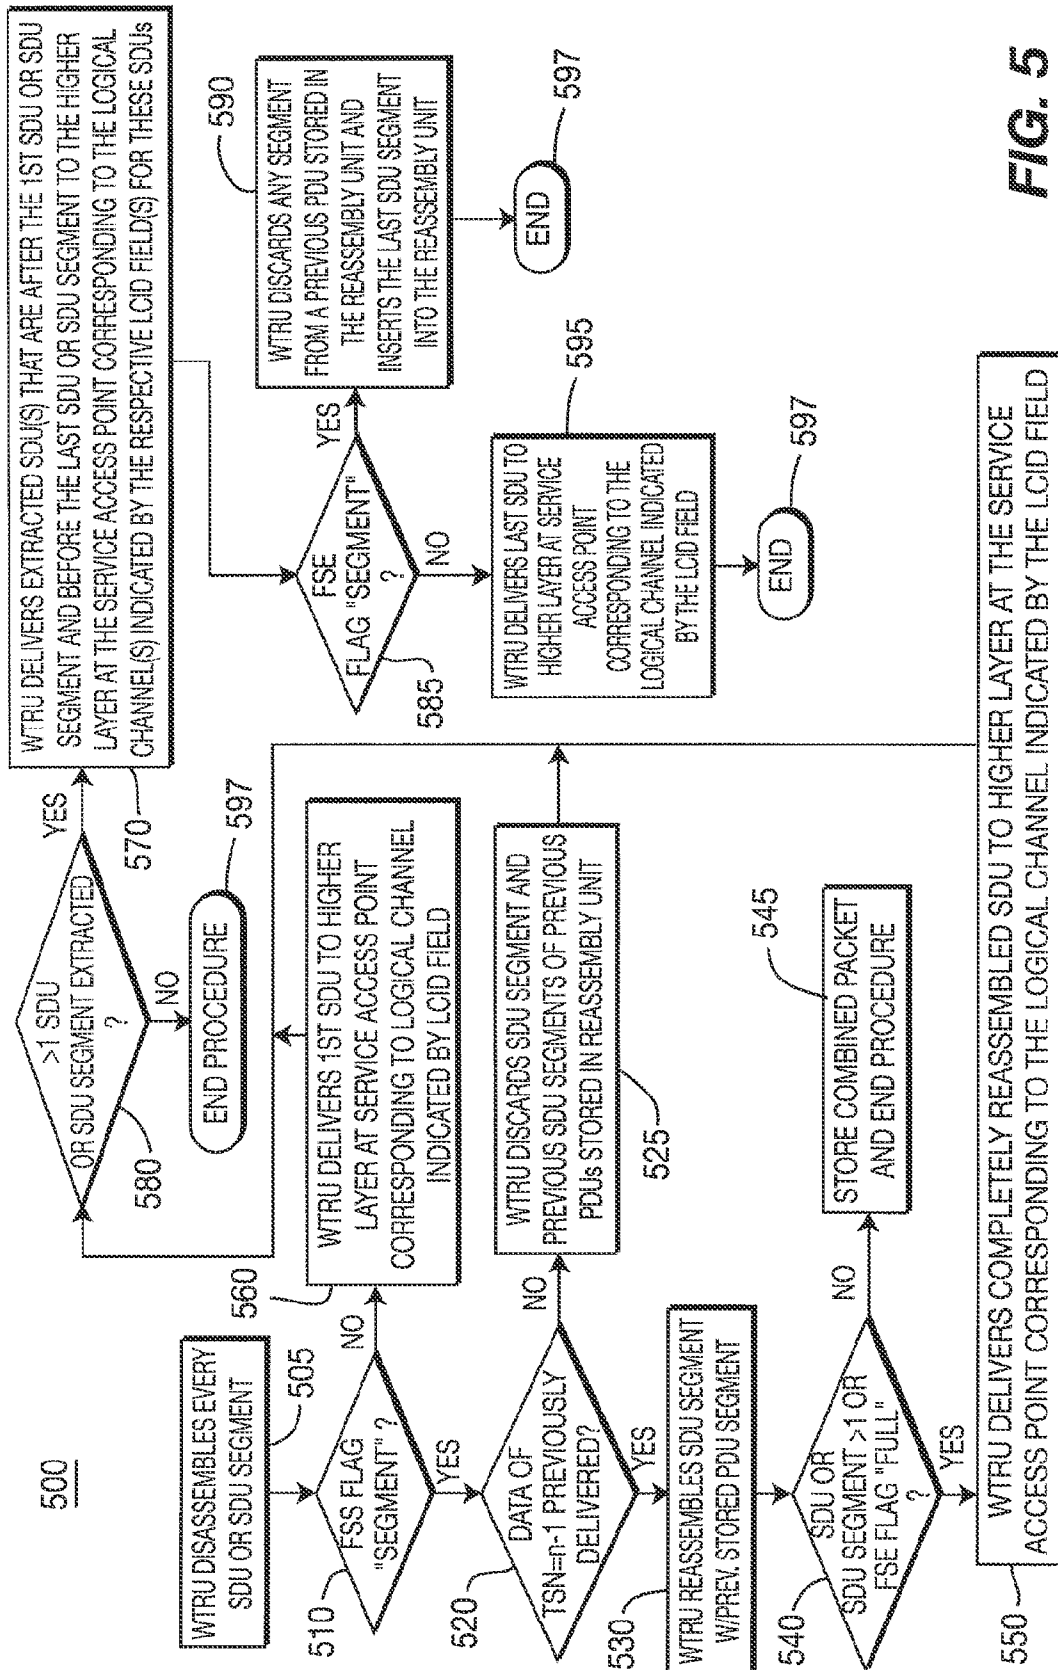 500
WTRU DISASSEMBLES EVERY
SDU OR SDU SEGMENT
505
FSS FLAG
"SEGMENT" ?
510
NO
YES
DATA OF
TSN=n-1 PREVIOUSLY
DELIVERED?
520
NO
YES
WTRU REASSEMBLES SDU SEGMENT
W/PREV. STORED PDU SEGMENT
530
SDU OR
SDU SEGMENT >1 OR
FSE FLAG "FULL"
?
540
NO
YES
WTRU DELIVERS COMPLETELY REASSEMBLED SDU TO HIGHER LAYER AT THE SERVICE
ACCESS POINT CORRESPONDING TO THE LOGICAL CHANNEL INDICATED BY THE LCID FIELD
550
>1 SDU
OR SDU SEGMENT EXTRACTED
?
580
YES
NO
END PROCEDURE
597
WTRU DELIVERS 1ST SDU TO HIGHER
LAYER AT SERVICE ACCESS POINT
CORRESPONDING TO LOGICAL CHANNEL
INDICATED BY LCID FIELD
560
WTRU DISCARDS SDU SEGMENT AND
PREVIOUS SDU SEGMENTS OF PREVIOUS
PDUs STORED IN REASSEMBLY UNIT
525
STORE COMBINED PACKET
AND END PROCEDURE
545
WTRU DELIVERS EXTRACTED SDU(S) THAT ARE AFTER THE 1ST SDU OR SDU
SEGMENT AND BEFORE THE LAST SDU OR SDU SEGMENT TO THE HIGHER
LAYER AT THE SERVICE ACCESS POINT CORRESPONDING TO THE LOGICAL
CHANNEL(S) INDICATED BY THE RESPECTIVE LCID FIELD(S) FOR THESE SDUs
570
FSE
FLAG "SEGMENT"
?
585
YES
NO
WTRU DISCARDS ANY SEGMENT
FROM A PREVIOUS PDU STORED IN
THE REASSEMBLY UNIT AND
INSERTS THE LAST SDU SEGMENT
INTO THE REASSEMBLY UNIT
590
END
597
WTRU DELIVERS LAST SDU TO
HIGHER LAYER AT SERVICE
ACCESS POINT
CORRESPONDING TO THE
LOGICAL CHANNEL INDICATED
BY THE LCID FIELD
595
END
597
FIG. 5